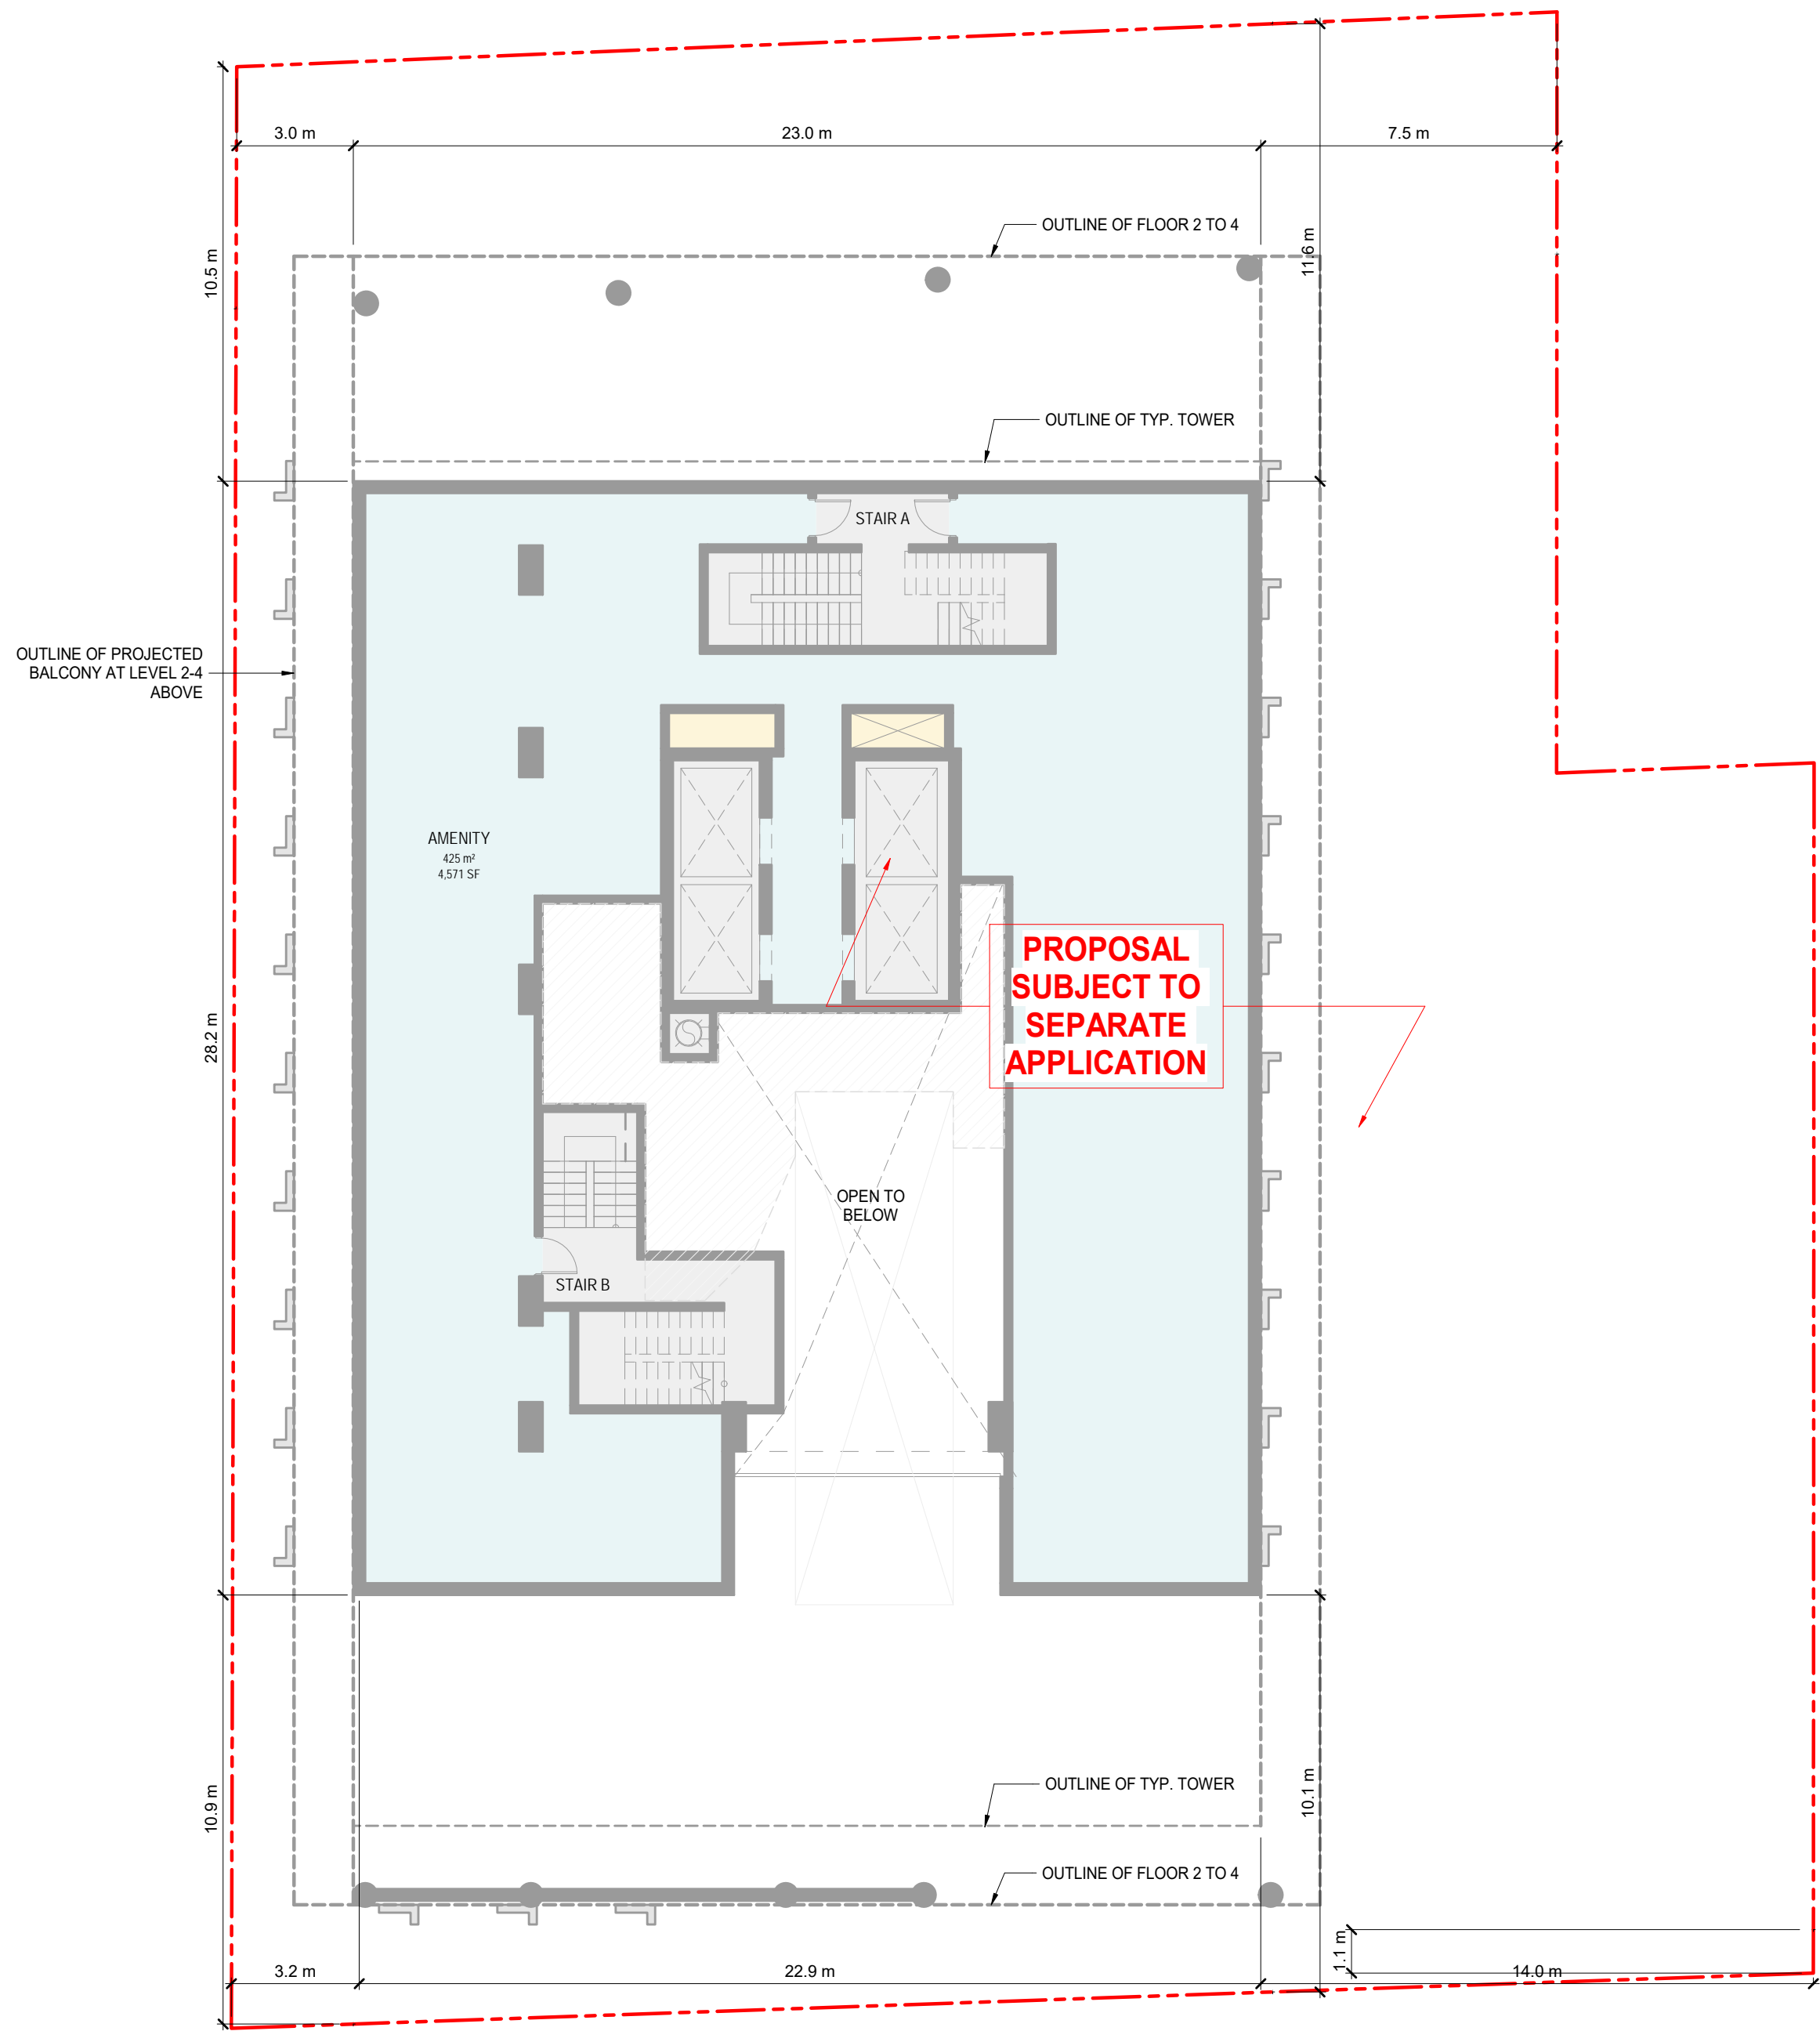 3.0 m
23.0 m
7.5 m
OUTLINE OF FLOOR 2 TO 4
10.5 m
11.6 m
OUTLINE OF TYP. TOWER
STAIR A
OUTLINE OF PROJECTED
BALCONY AT LEVEL 2-4
ABOVE
AMENITY
425 m²
4,571 SF
PROPOSAL
SUBJECT TO
SEPARATE
APPLICATION
28.2 m
OPEN TO
BELOW
STAIR B
OUTLINE OF TYP. TOWER
10.9 m
10.1 m
OUTLINE OF FLOOR 2 TO 4
1.1 m
3.2 m
22.9 m
14.0 m